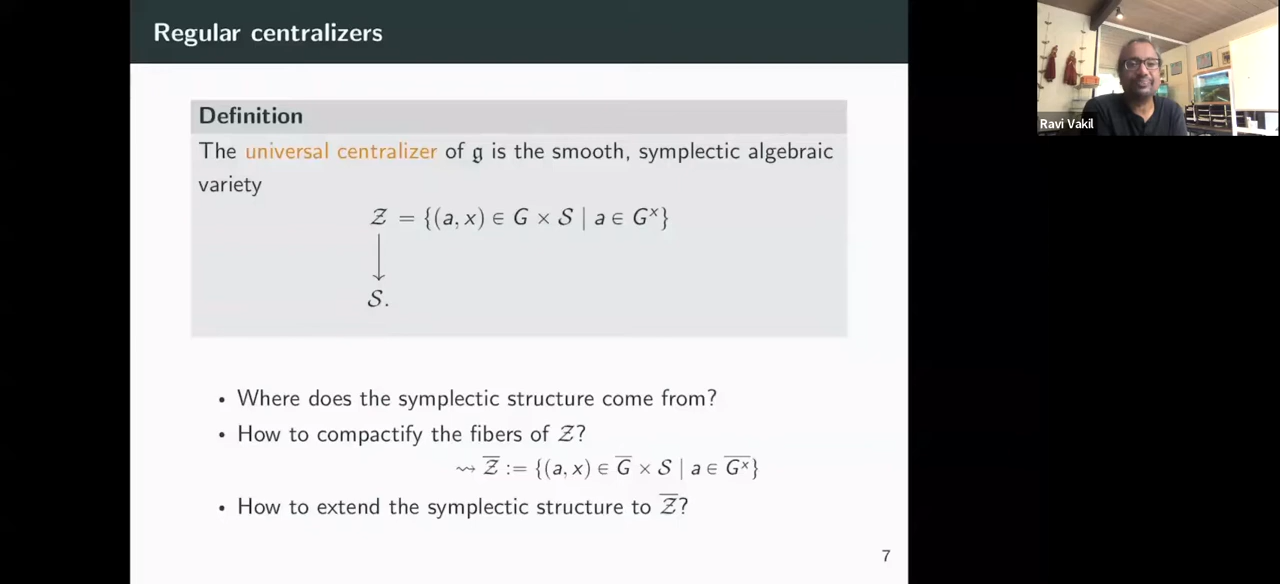 Regular centralizers
Definition
The universal centralizer of 𝔤 is the smooth, symplectic algebraic
variety
𝒵 = {(a, x) ∈ G × 𝒮 | a ∈ Gˣ}
𝒮.
• Where does the symplectic structure come from?
• How to compactify the fibers of 𝒵?
⇝ 𝒵̅ := {(a, x) ∈ G̅ × 𝒮 | a ∈ G̅ˣ̅}
• How to extend the symplectic structure to 𝒵̅?
7
Ravi Vakil